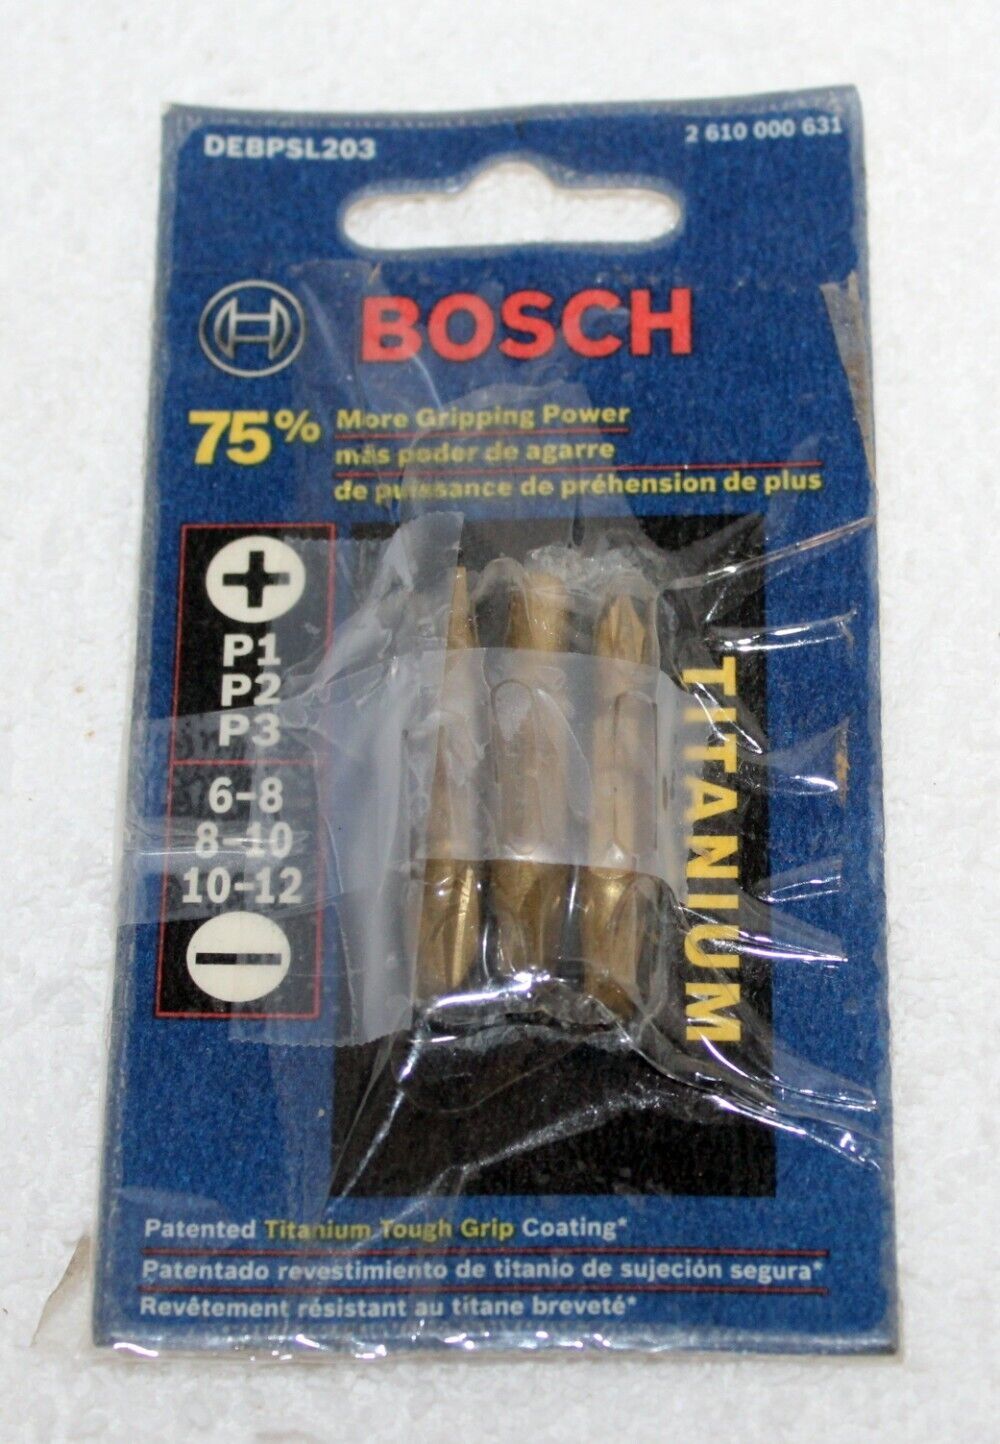 DEBPSL203
2 610 000 631
BOSCH
75%
More Gripping Power
más poder de agarre
de puissance de préhension de plus
P1
P2
P3
6-8
8-10
10-12
TITANIUM
Patented Titanium Tough Grip Coating*
Patentado revestimiento de titanio de sujeción segura*
Revêtement résistant au titane breveté*